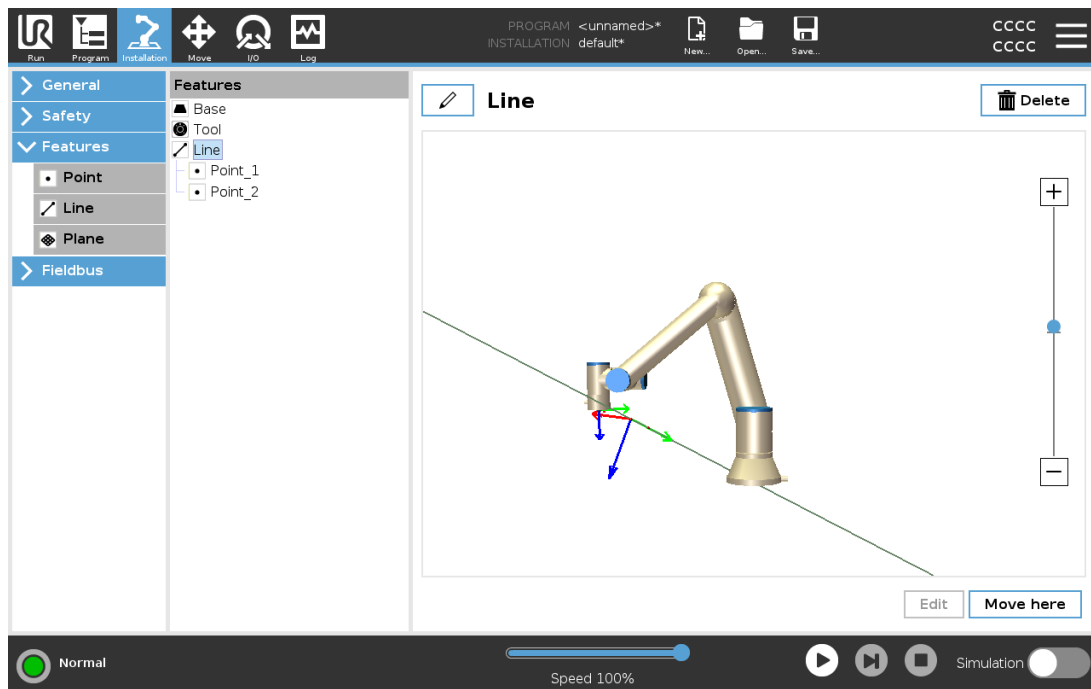 PROGRAM <unnamed>*
INSTALLATION default*
Run
Program
Installation
Move
I/O
Log
New...
Open...
Save...
CCCC
CCCC
General
Safety
Features
Point
Line
Plane
Fieldbus
Features
Base
Tool
Line
Point_1
Point_2
Line
Delete
Edit
Move here
Normal
Speed 100%
Simulation